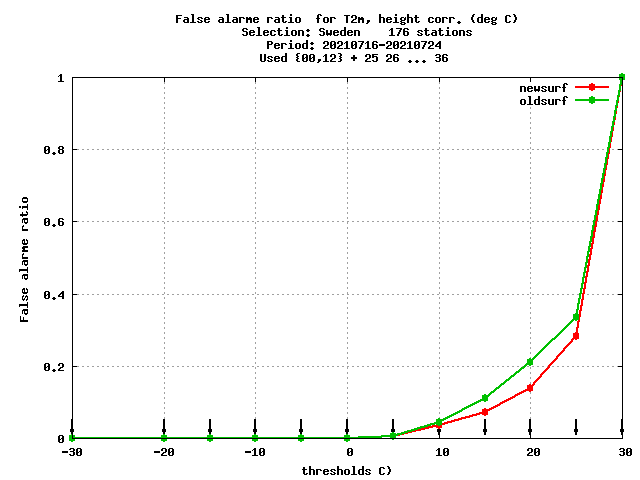 False alarme ratio  for T2m, height corr. (deg C)
Selection: Sweden    176 stations
Period: 20210716-20210724
Used {00,12} + 25 26 ... 36
newsurf
oldsurf
False alarme ratio
1
0.8
0.6
0.4
0.2
0
-30 -20 -10 0 10 20 30
thresholds C)